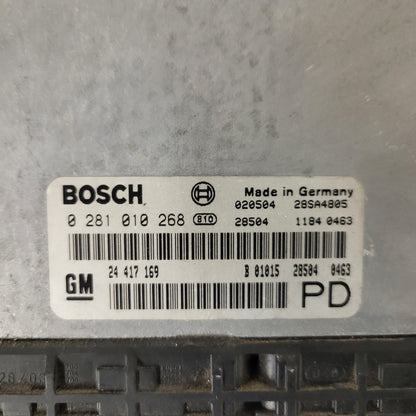 BOSCH Made in Germany
020504 28SA4805
0 281 010 268 810 28504 1184 0463
GM 24 417 169 B 01015 28504 0463
PD